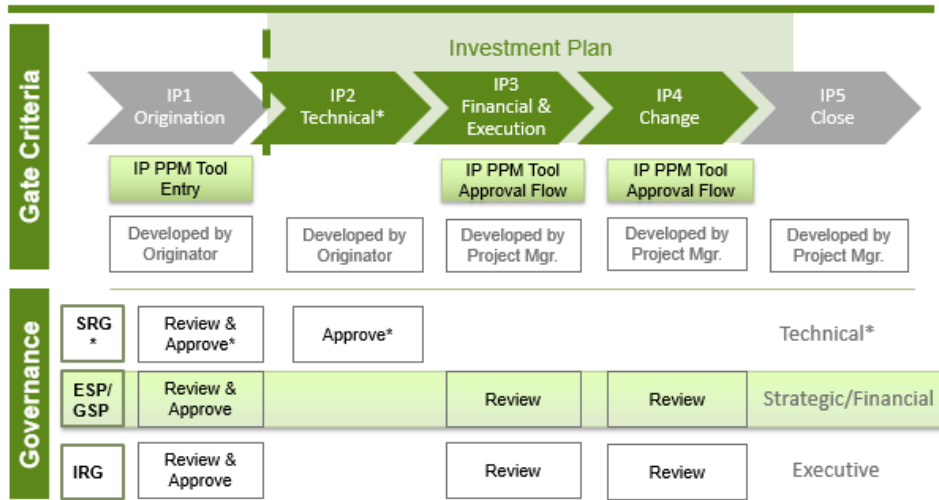 Gate Criteria
Investment Plan
IP1
Origination
IP2
Technical*
IP3
Financial &
Execution
IP4
Change
IP5
Close
IP PPM Tool
Entry
IP PPM Tool
Approval Flow
IP PPM Tool
Approval Flow
Developed by
Originator
Developed by
Originator
Developed by
Project Mgr.
Developed by
Project Mgr.
Developed by
Project Mgr.
Governance
SRG
*
Review &
Approve*
Approve*
Technical*
ESP/
GSP
Review &
Approve
Review
Review
Strategic/Financial
IRG
Review &
Approve
Review
Review
Executive